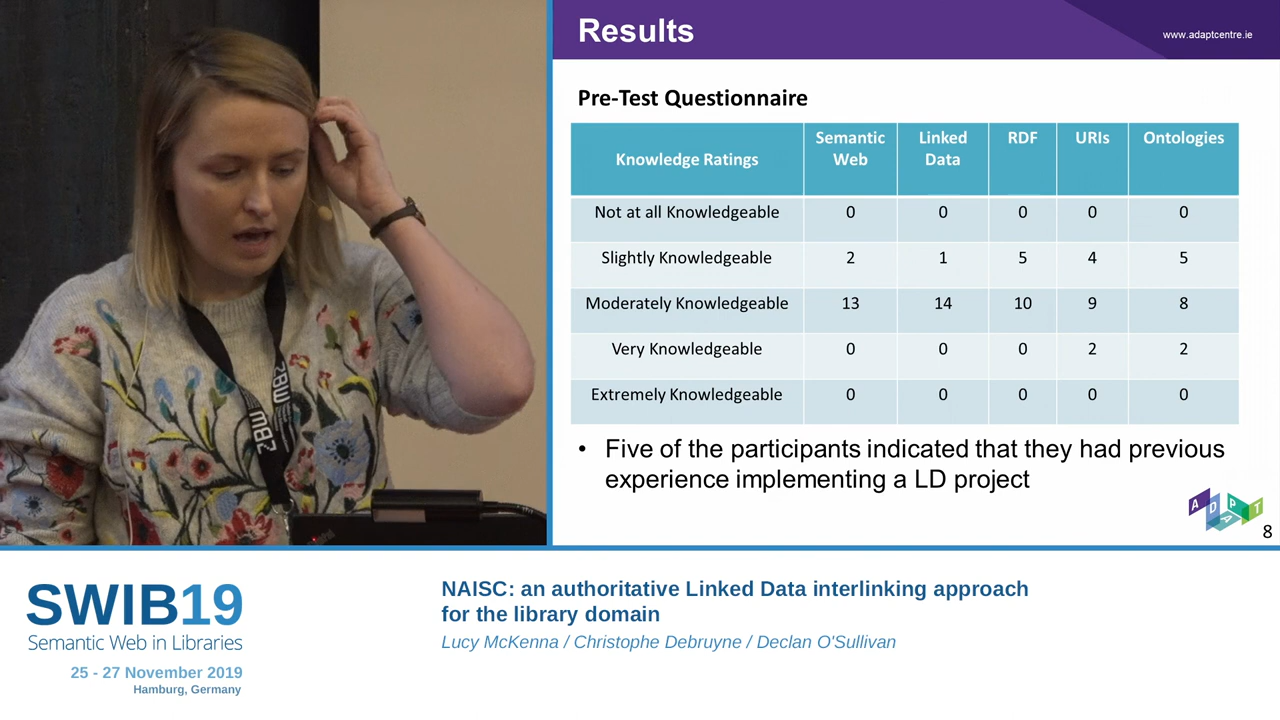 Results
www.adaptcentre.ie
Pre-Test Questionnaire
Knowledge Ratings Semantic Web Linked Data RDF URIs Ontologies
Not at all Knowledgeable 0 0 0 0 0
Slightly Knowledgeable 2 1 5 4 5
Moderately Knowledgeable 13 14 10 9 8
Very Knowledgeable 0 0 0 2 2
Extremely Knowledgeable 0 0 0 0 0
• Five of the participants indicated that they had previous
experience implementing a LD project
ADAPT
8
ZBW ZBW
SWIB19
Semantic Web in Libraries
25 - 27 November 2019
Hamburg, Germany
NAISC: an authoritative Linked Data interlinking approach
for the library domain
Lucy McKenna / Christophe Debruyne / Declan O'Sullivan